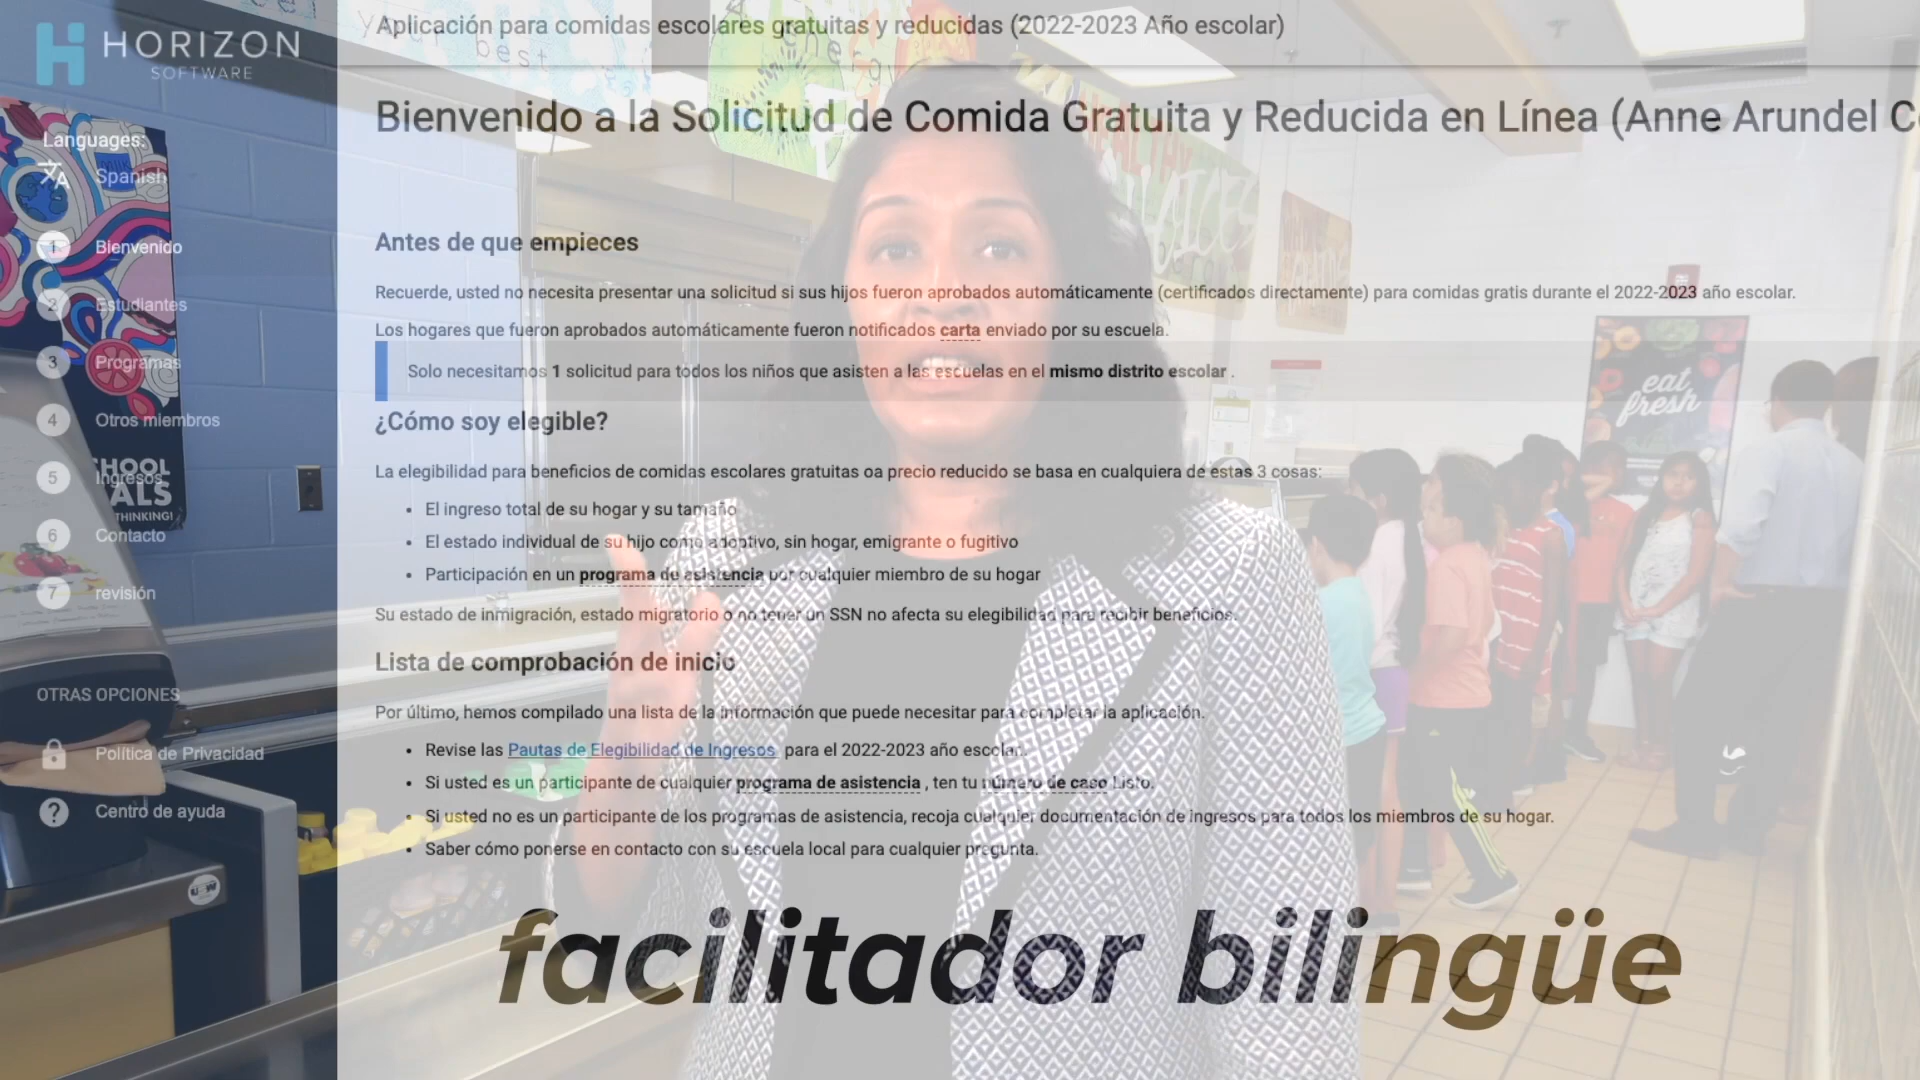 HORIZON
SOFTWARE
Languages:
Spanish
1 Bienvenido
2 Estudiantes
3 Programas
4 Otros miembros
5 Ingresos
6 Contacto
7 revisión
OTRAS OPCIONES
Política de Privacidad
? Centro de ayuda
Aplicación para comidas escolares gratuitas y reducidas (2022-2023 Año escolar)
Bienvenido a la Solicitud de Comida Gratuita y Reducida en Línea (Anne Arundel
Antes de que empieces
Recuerde, usted no necesita presentar una solicitud si sus hijos fueron aprobados automáticamente (certificados directamente) para comidas gratis durante el 2022-2023 año escolar.
Los hogares que fueron aprobados automáticamente fueron notificados carta enviado por su escuela.
Solo necesitamos 1 solicitud para todos los niños que asisten a las escuelas en el mismo distrito escolar .
¿Cómo soy elegible?
La elegibilidad para beneficios de comidas escolares gratuitas oa precio reducido se basa en cualquiera de estas 3 cosas:
• El ingreso total de su hogar y su tamaño
• El estado individual de su hijo como adoptivo, sin hogar, emigrante o fugitivo
• Participación en un programa de asistencia por cualquier miembro de su hogar
Su estado de inmigración, estado migratorio o no tener un SSN no afecta su elegibilidad para recibir beneficios.
Lista de comprobación de inicio
Por último, hemos compilado una lista de la información que puede necesitar para completar la aplicación.
• Revise las Pautas de Elegibilidad de Ingresos para el 2022-2023 año escolar.
• Si usted es un participante de cualquier programa de asistencia , ten tu número de caso Listo.
• Si usted no es un participante de los programas de asistencia, recoja cualquier documentación de ingresos para todos los miembros de su hogar.
• Saber cómo ponerse en contacto con su escuela local para cualquier pregunta.
eat
fresh
THINKING!
best
facilitador bilingüe